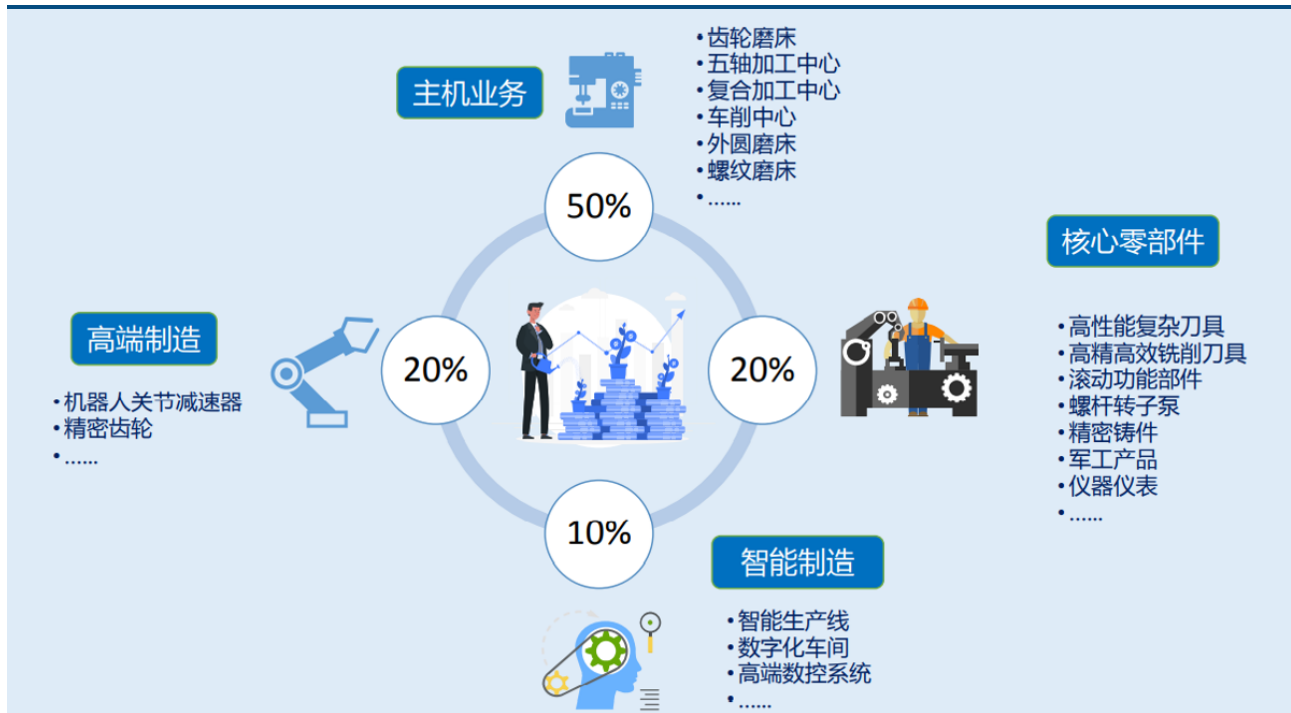 主机业务
• 齿轮磨床
• 五轴加工中心
• 复合加工中心
• 车削中心
• 外圆磨床
• 螺纹磨床
• ......
50%
高端制造
• 机器人关节减速器
• 精密齿轮
• ......
20%
20%
核心零部件
• 高性能复杂刀具
• 高精高效铣削刀具
• 滚动功能部件
• 螺杆转子泵
• 精密铸件
• 军工产品
• 仪器仪表
• ......
10%
智能制造
• 智能生产线
• 数字化车间
• 高端数控系统
• ......